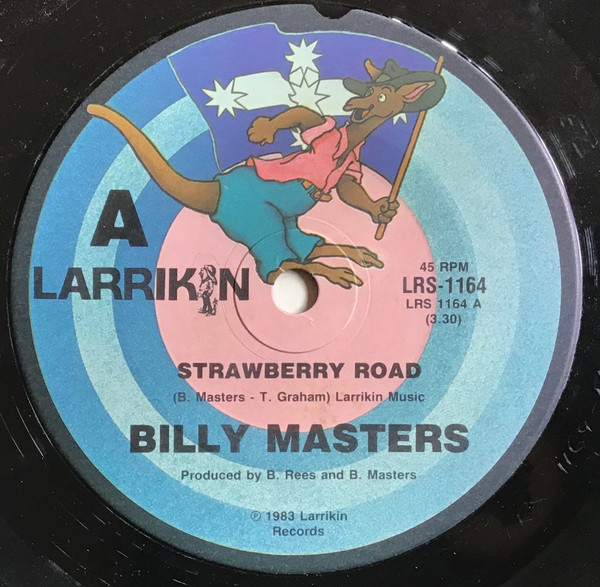 A
LARRIKIN
45 RPM
LRS-1164
LRS 1164 A
(3.30)
STRAWBERRY ROAD
(B. Masters - T. Graham) Larrikin Music
BILLY MASTERS
Produced by B. Rees and B. Masters
℗ 1983 Larrikin
Records